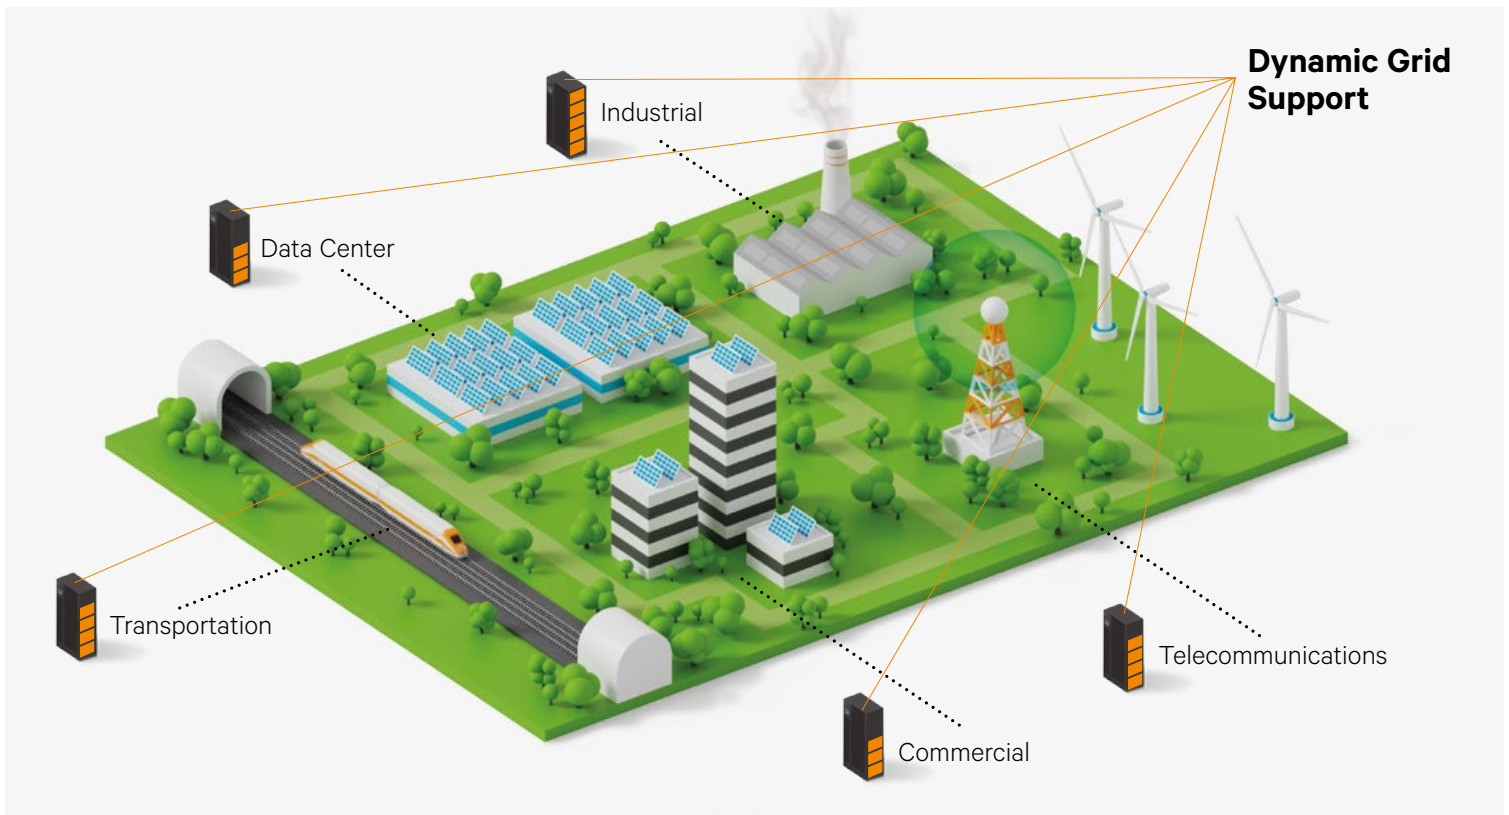 Dynamic Grid
Support
Industrial
Data Center
Transportation
Telecommunications
Commercial